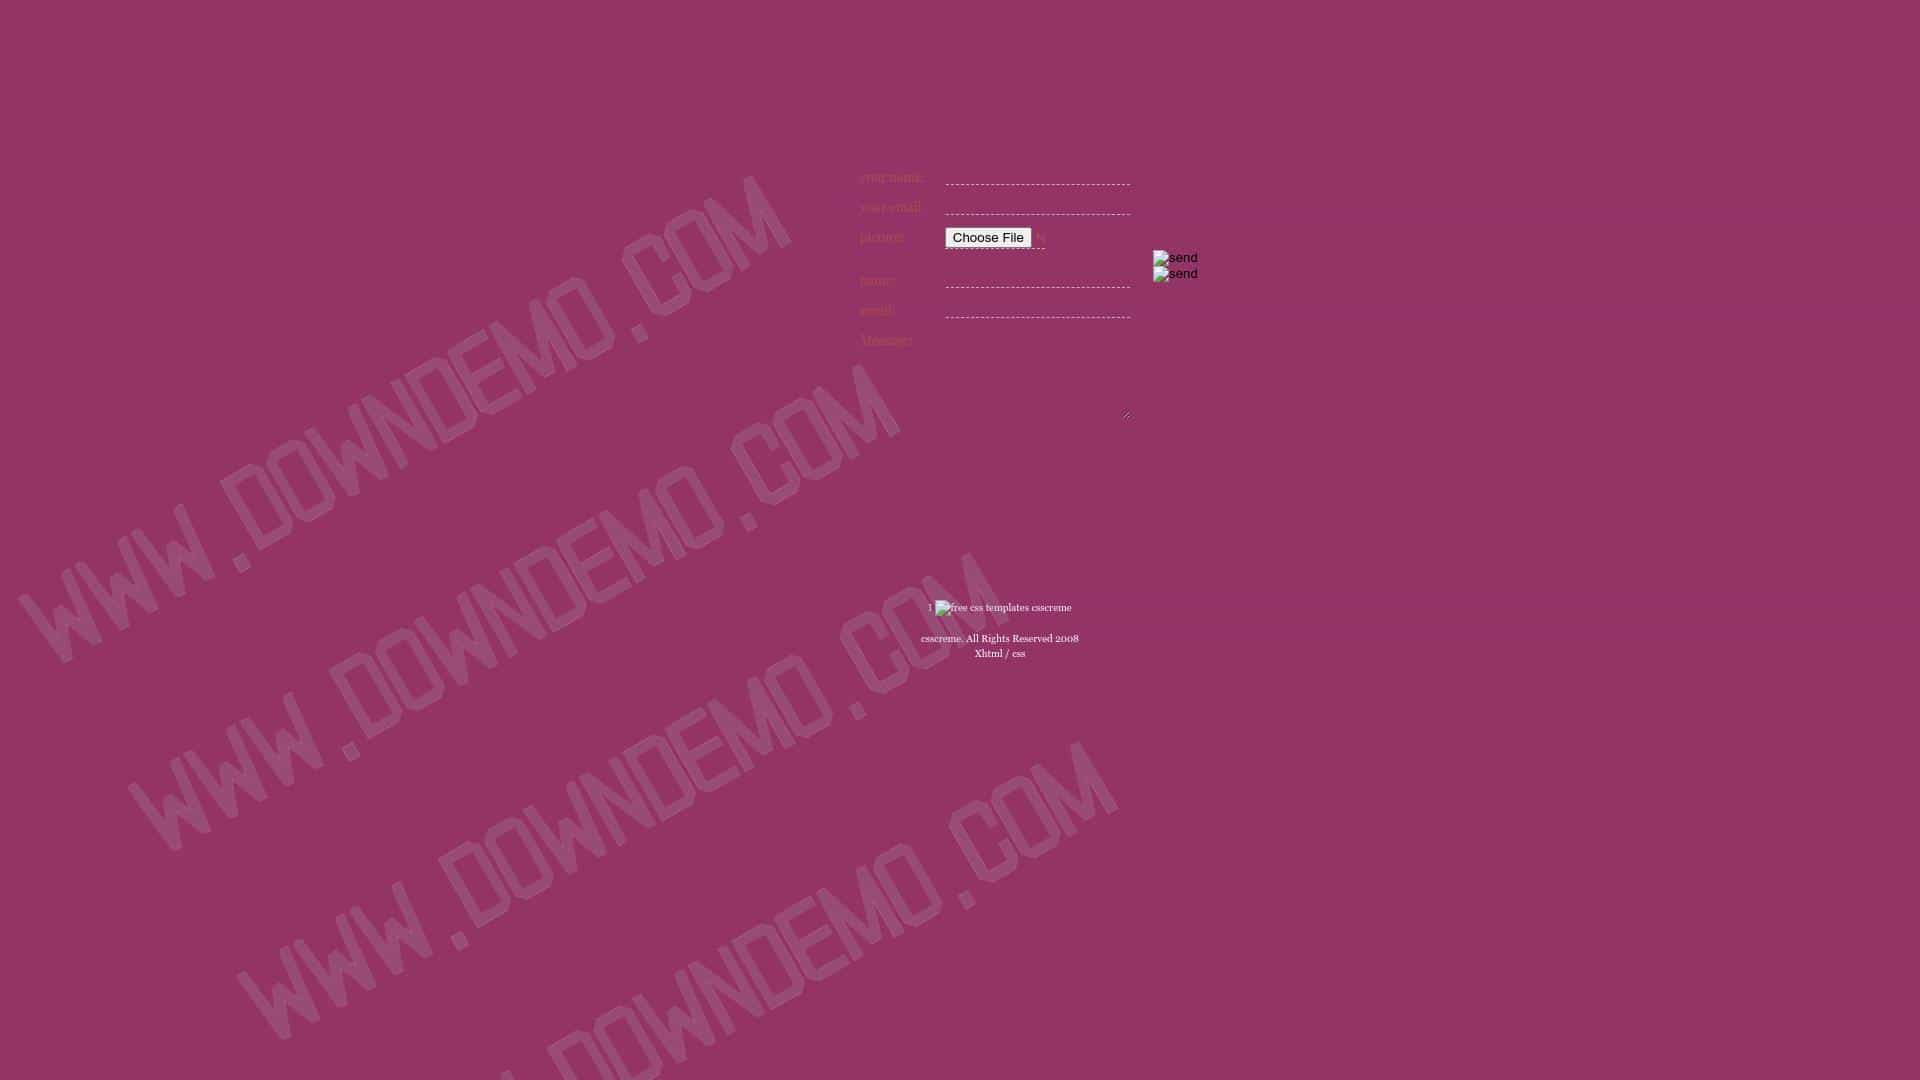 your name:
your email:
picture: Choose File N
send
send
name:
email:
Message:
WWW.DOWNDEMO.COM
WWW.DOWNDEMO.COM
WWW.DOWNDEMO.COM
1 free css templates csscreme
csscreme. All Rights Reserved 2008
Xhtml / css
DOWNDEMO.COM